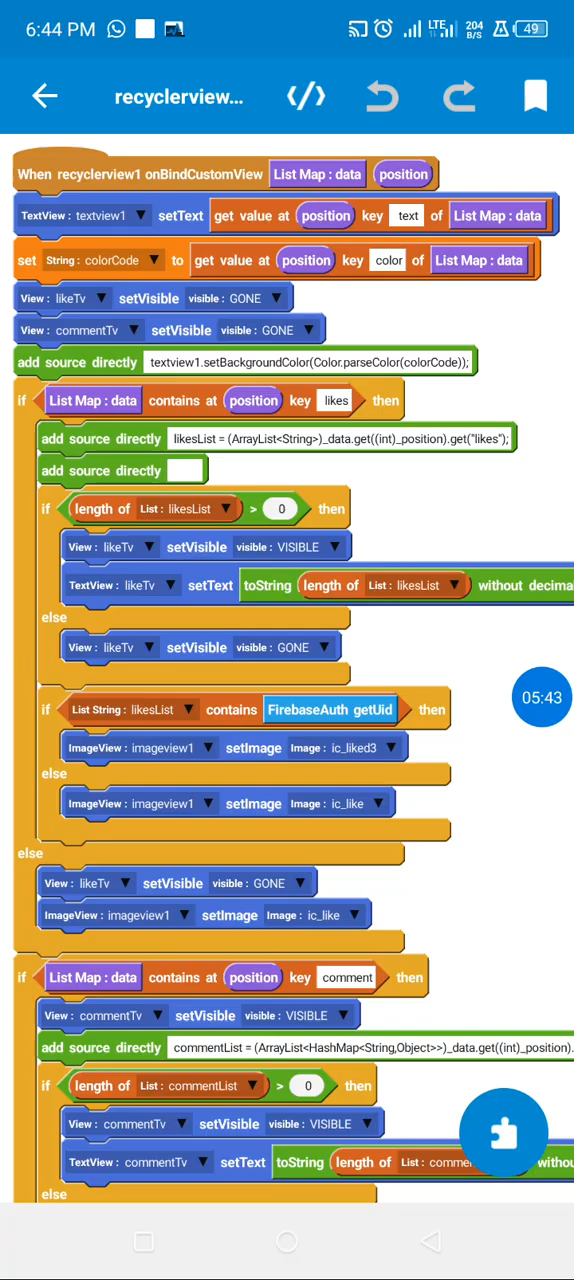 6:44 PM LTE 204 B/S 49
recyclerview... </>
When recyclerview1 onBindCustomView List Map : data position
TextView : textview1 setText get value at position key text of List Map : data
set String : colorCode to get value at position key color of List Map : data
View : likeTv setVisible visible : GONE
View : commentTv setVisible visible : GONE
add source directly textview1.setBackgroundColor(Color.parseColor(colorCode));
if List Map : data contains at position key likes then
add source directly likesList = (ArrayList<String>)_data.get((int)_position).get("likes");
add source directly
if length of List : likesList > 0 then
View : likeTv setVisible visible : VISIBLE
TextView : likeTv setText toString length of List : likesList without decima
else
View : likeTv setVisible visible : GONE
if List String : likesList contains FirebaseAuth getUid then
05:43
ImageView : imageview1 setImage Image : ic_liked3
else
ImageView : imageview1 setImage Image : ic_like
else
View : likeTv setVisible visible : GONE
ImageView : imageview1 setImage Image : ic_like
if List Map : data contains at position key comment then
View : commentTv setVisible visible : VISIBLE
add source directly commentList = (ArrayList<HashMap<String,Object>>)_data.get((int)_position).
if length of List : commentList > 0 then
View : commentTv setVisible visible : VISIBLE
TextView : commentTv setText toString length of List : comme withou
else